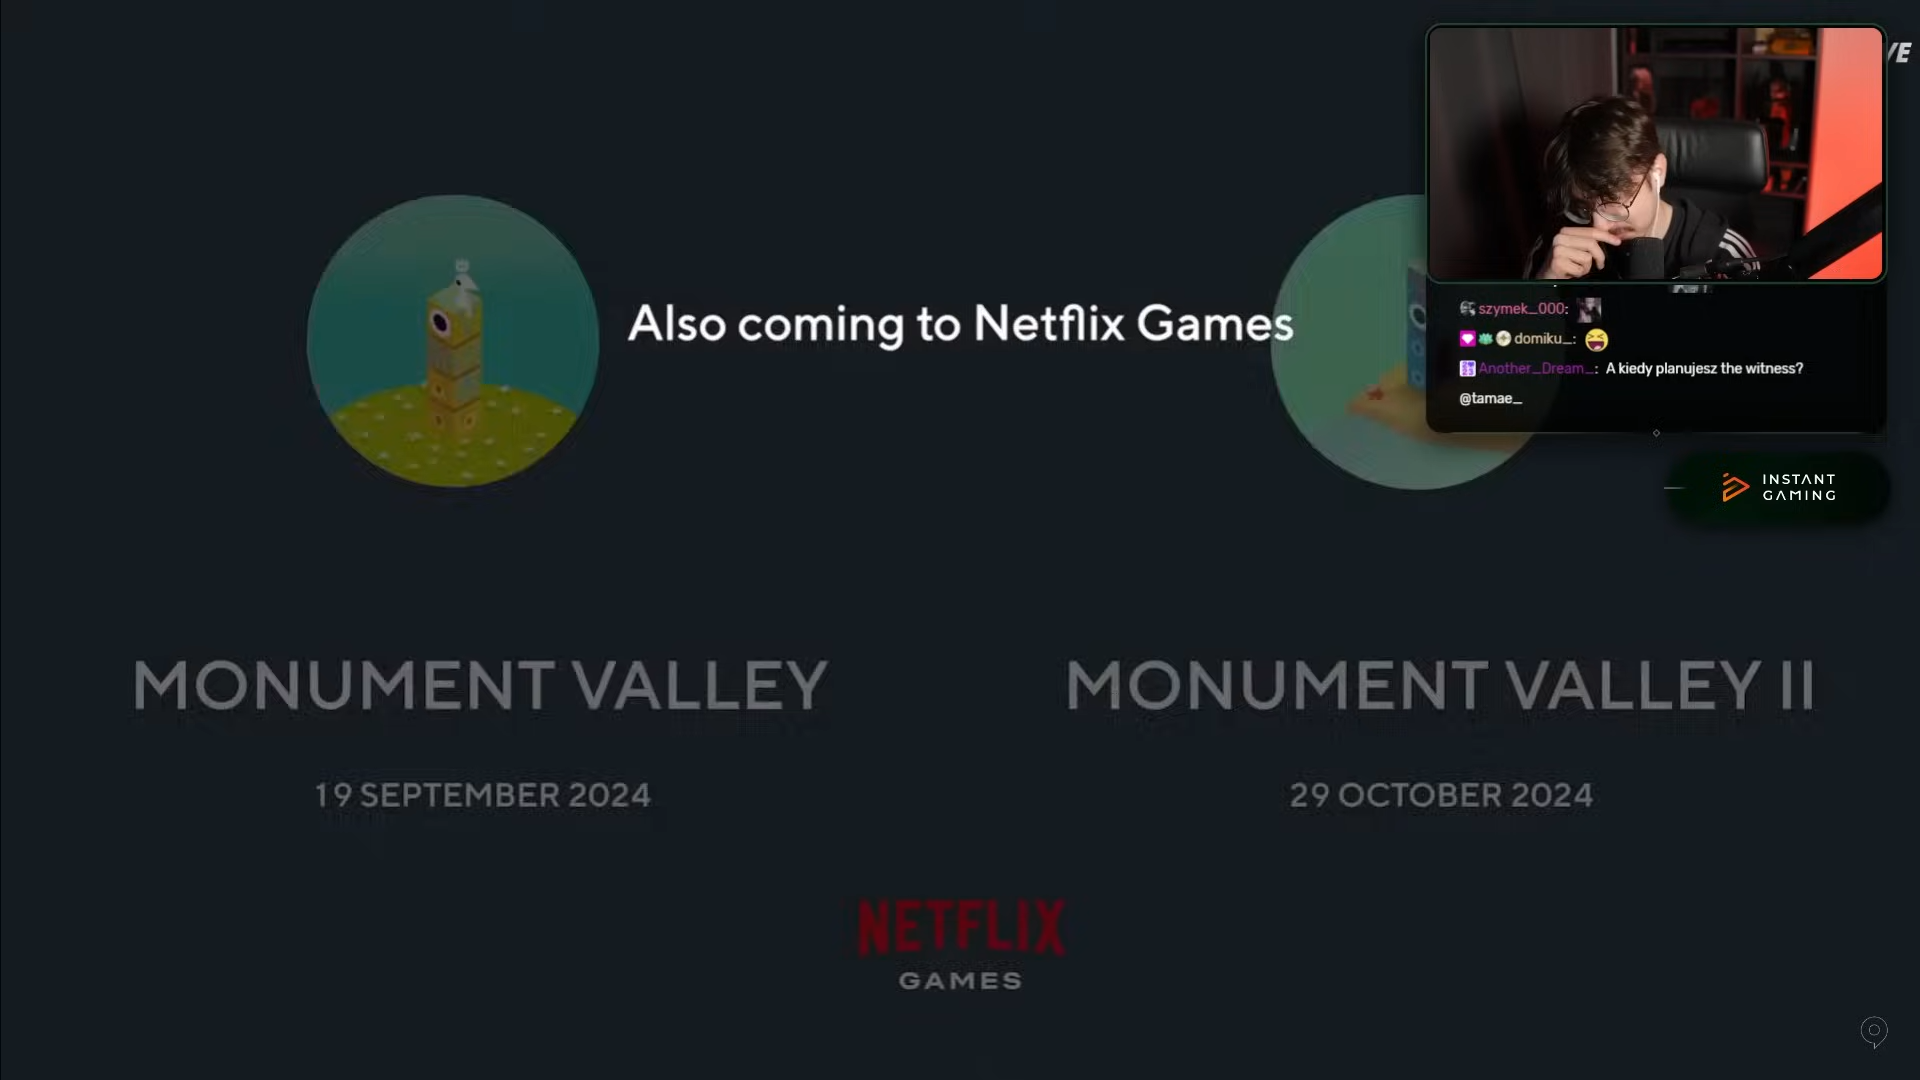 VE
Also coming to Netflix Games
szymek_000:
domiku_:
Another_Dream_: A kiedy planujesz the witness?
@tamae_
INSTANT
GAMING
MONUMENT VALLEY
19 SEPTEMBER 2024
MONUMENT VALLEY II
29 OCTOBER 2024
NETFLIX
GAMES